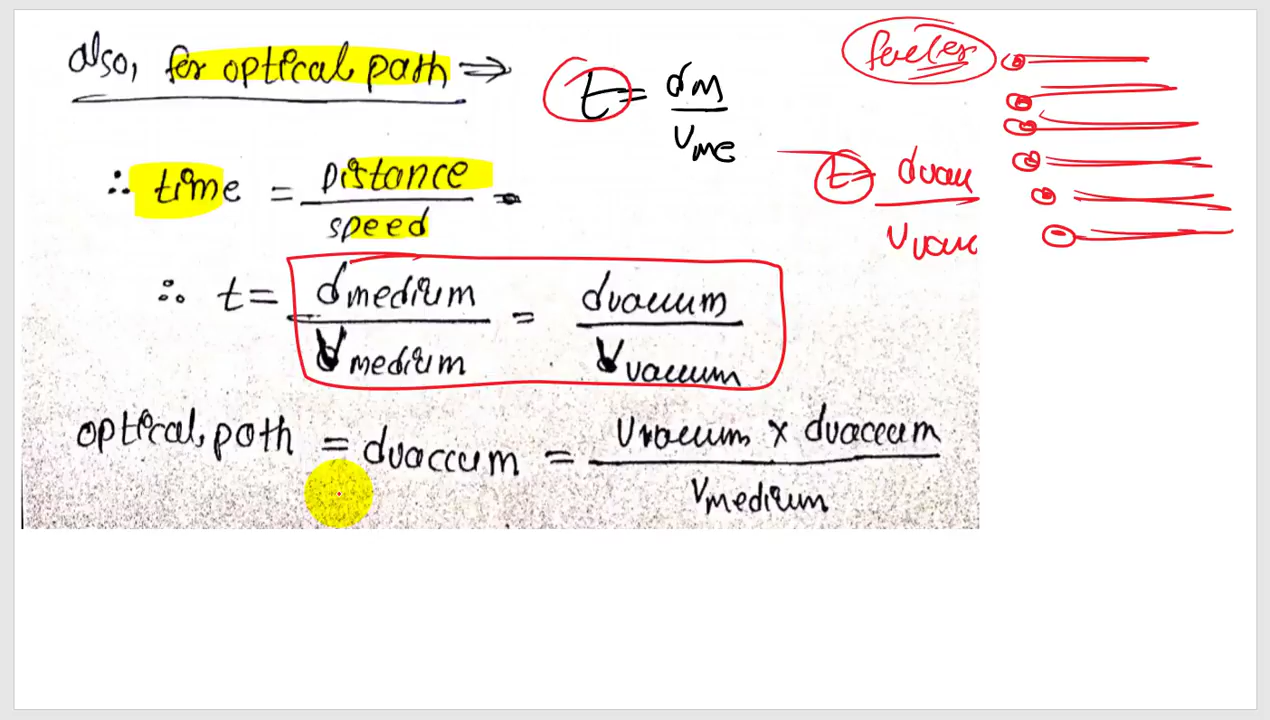 also, for optical path ⇒
t = dm / vme
∴ time = Distance / speed =
t = dvau / vvau
∴ t = dmedium / Vmedium = dvacuum / Vvacuum
optical path = dvaccum = Vvacuum x dvaccum / Vmedium